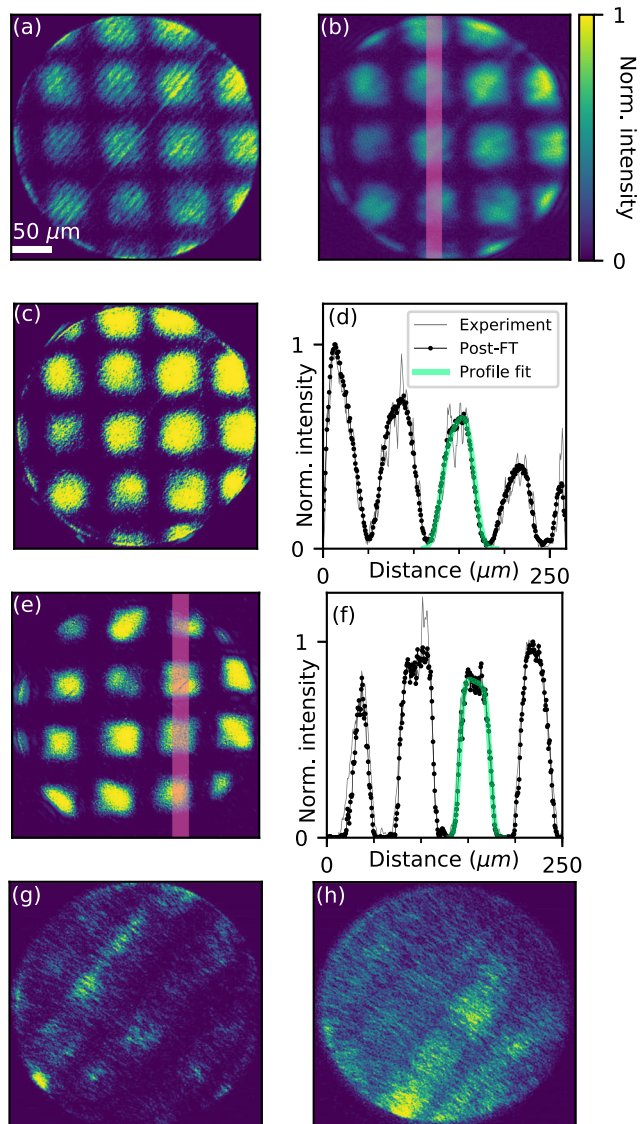 (a)
(b)
1
Norm. intensity
0
50 μm
(c)
(d)
Experiment
Post-FT
Profile fit
1
Norm. intensity
0
0
Distance (μm)
250
(e)
(f)
1
Norm. intensity
0
0
Distance (μm)
250
(g)
(h)